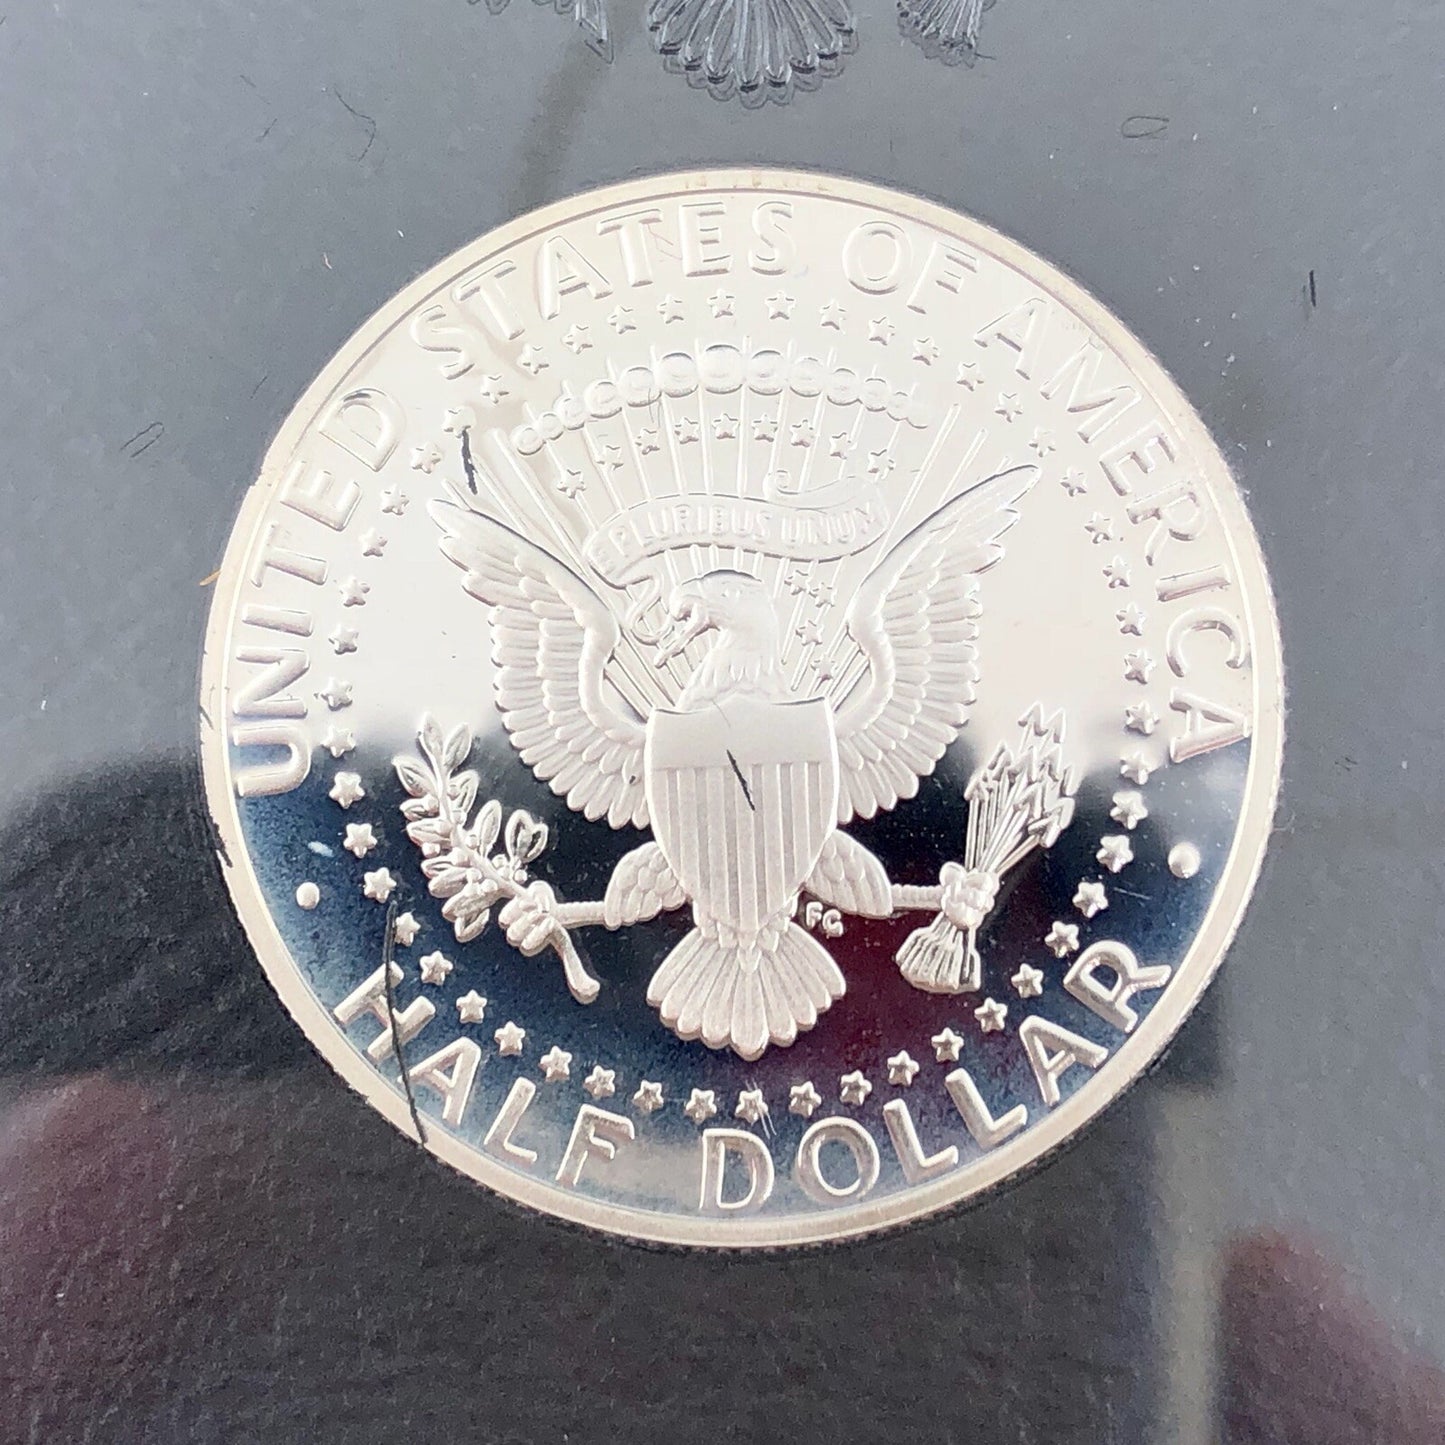 UNITED STATES OF AMERICA
E PLURIBUS UNUM
FG
HALF DOLLAR